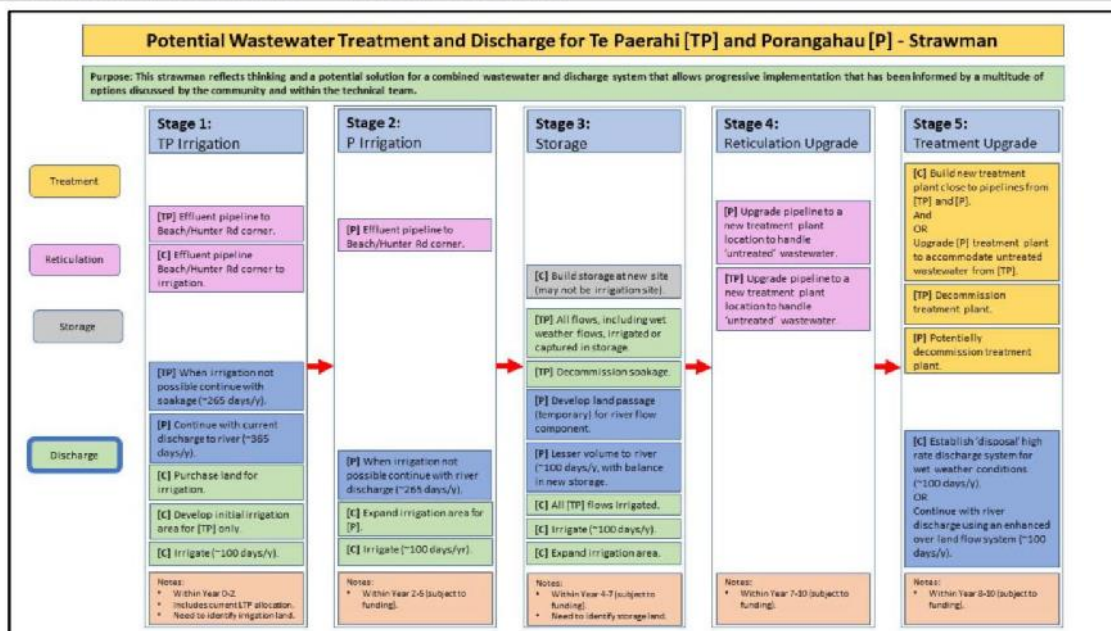 Potential Wastewater Treatment and Discharge for Te Paerahi [TP] and Porangahau [P] - Strawman
Purpose: This strawman reflects thinking and a potential solution for a combined wastewater and discharge system that allows progressive implementation that has been informed by a multitude of
options discussed by the community and within the technical team.
Treatment
Reticulation
Storage
Discharge
Stage 1:
TP Irrigation
[TP] Effluent pipeline to
Beach/Hunter Rd corner.
[C] Effluent pipeline
Beach/Hunter Rd corner to
irrigation.
[TP] When irrigation not
possible continue with
soakage (~265 days/y).
[P] Continue with current
discharge to river (~365
days/y).
[C] Purchase land for
irrigation.
[C] Develop initial irrigation
area for [TP] only.
[C] Irrigate (~100 days/y).
Notes:
• Within Year 0-2.
• Includes current LTP allocation.
• Need to identify irrigation land.
Stage 2:
P Irrigation
[P] Effluent pipeline to
Beach/Hunter Rd corner.
[P] When irrigation not
possible continue with river
discharge (~265 days/y).
[C] Expand irrigation area for
[P].
[C] Irrigate (~100 days/yr).
Notes:
• Within Year 2-5 (subject to
funding).
Stage 3:
Storage
[C] Build storage at new site
(may not be irrigation site).
[TP] All flows, including wet
weather flows, irrigated or
captured in storage.
[TP] Decommission soakage.
[P] Develop land passage
(temporary) for river flow
component.
[P] Lesser volume to river
(~100 days/y, with balance
in new storage.
[C] All [TP] flows irrigated.
[C] Irrigate (~100 days/y).
[C] Expand irrigation area.
Notes:
• Within Year 4-7 (subject to
funding).
• Need to identify storage land.
Stage 4:
Reticulation Upgrade
[P] Upgrade pipeline to a
new treatment plant
location to handle
'untreated' wastewater.
[TP] Upgrade pipeline to a
new treatment plant
location to handle
'untreated' wastewater.
Notes:
• Within Year 7-10 (subject to
funding).
Stage 5:
Treatment Upgrade
[C] Build new treatment
plant close to pipelines from
[TP] and [P].
And
OR
Upgrade [P] treatment plant
to accommodate untreated
wastewater from [TP].
[TP] Decommission
treatment plant.
[P] Potentially
decommission treatment
plant.
[C] Establish 'disposal' high
rate discharge system for
wet weather conditions
(~100 days/y).
OR
Continue with river
discharge using an enhanced
over land flow system (~100
days/y).
Notes:
• Within Year 8-10 (subject to
funding).